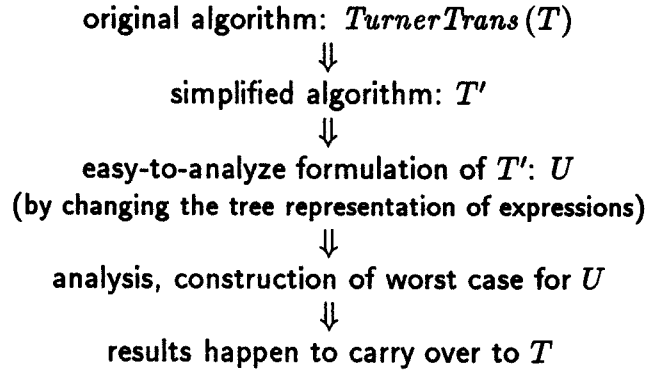 original algorithm: TurnerTrans(T)
⇓
simplified algorithm: T′
⇓
easy-to-analyze formulation of T′: U
(by changing the tree representation of expressions)
⇓
analysis, construction of worst case for U
⇓
results happen to carry over to T